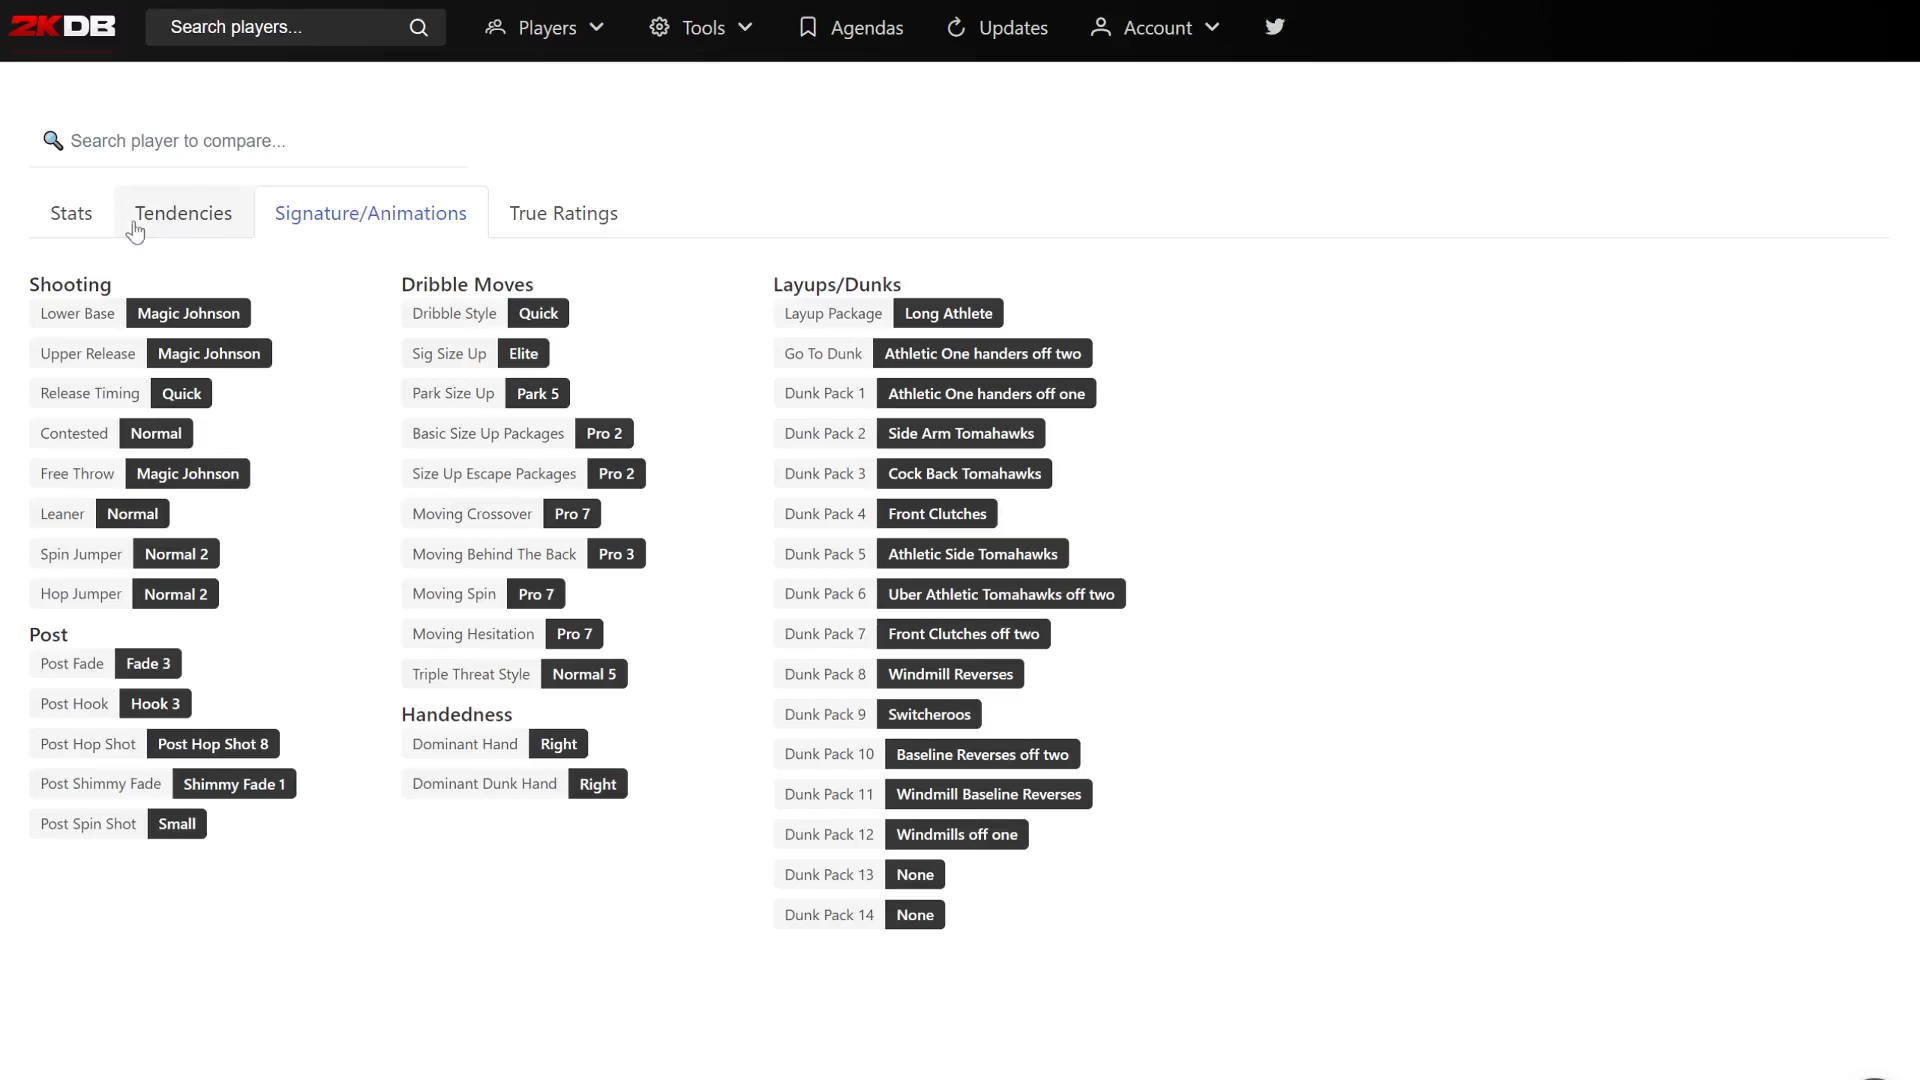 2KDB Search players... Players Tools Agendas Updates Account
Search player to compare...
Stats Tendencies Signature/Animations True Ratings
Shooting
Lower Base Magic Johnson
Upper Release Magic Johnson
Release Timing Quick
Contested Normal
Free Throw Magic Johnson
Leaner Normal
Spin Jumper Normal 2
Hop Jumper Normal 2
Post
Post Fade Fade 3
Post Hook Hook 3
Post Hop Shot Post Hop Shot 8
Post Shimmy Fade Shimmy Fade 1
Post Spin Shot Small
Dribble Moves
Dribble Style Quick
Sig Size Up Elite
Park Size Up Park 5
Basic Size Up Packages Pro 2
Size Up Escape Packages Pro 2
Moving Crossover Pro 7
Moving Behind The Back Pro 3
Moving Spin Pro 7
Moving Hesitation Pro 7
Triple Threat Style Normal 5
Handedness
Dominant Hand Right
Dominant Dunk Hand Right
Layups/Dunks
Layup Package Long Athlete
Go To Dunk Athletic One handers off two
Dunk Pack 1 Athletic One handers off one
Dunk Pack 2 Side Arm Tomahawks
Dunk Pack 3 Cock Back Tomahawks
Dunk Pack 4 Front Clutches
Dunk Pack 5 Athletic Side Tomahawks
Dunk Pack 6 Uber Athletic Tomahawks off two
Dunk Pack 7 Front Clutches off two
Dunk Pack 8 Windmill Reverses
Dunk Pack 9 Switcheroos
Dunk Pack 10 Baseline Reverses off two
Dunk Pack 11 Windmill Baseline Reverses
Dunk Pack 12 Windmills off one
Dunk Pack 13 None
Dunk Pack 14 None